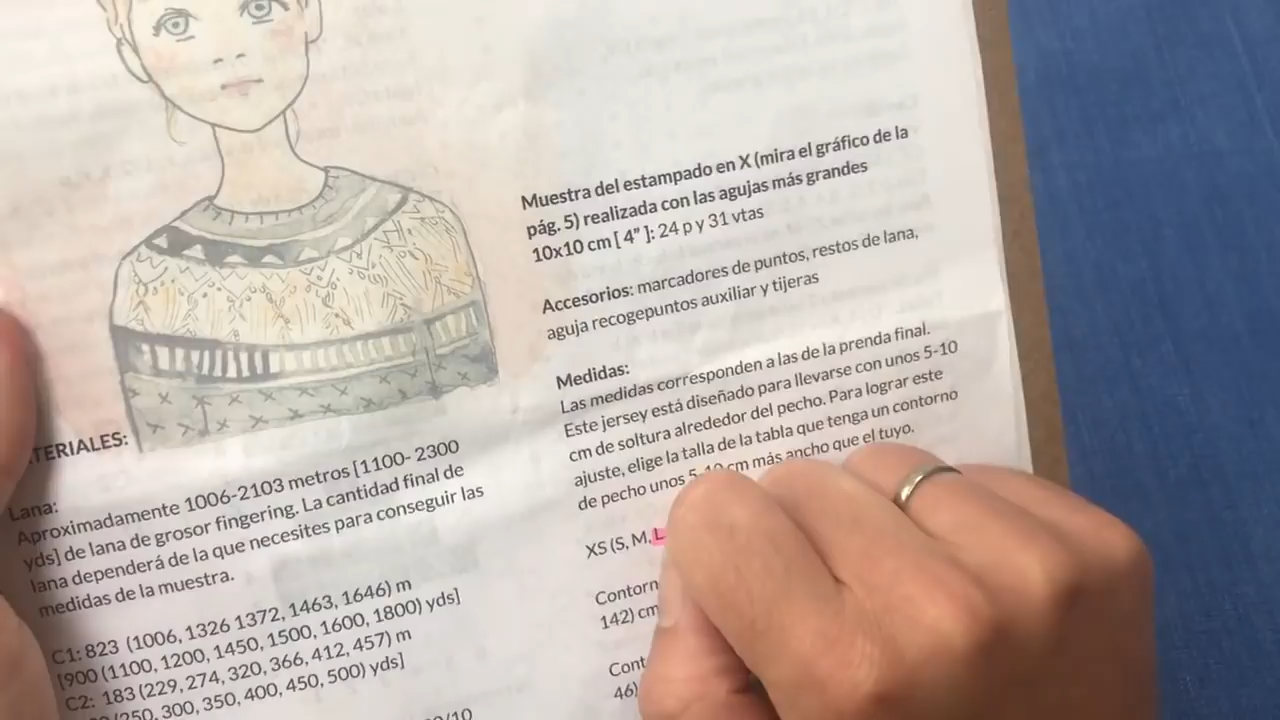 TERIALES:
Lana:
Aproximadamente 1006-2103 metros [1100- 2300
yds] de lana de grosor fingering. La cantidad final de
lana dependerá de la que necesites para conseguir las
medidas de la muestra.
C1: 823 (1006, 1326 1372, 1463, 1646) m
[900 (1100, 1200, 1450, 1500, 1600, 1800) yds]
C2: 183 (229, 274, 320, 366, 412, 457) m
(250, 300, 350, 400, 450, 500) yds]
Muestra del estampado en X (mira el gráfico de la
pág. 5) realizada con las agujas más grandes
10x10 cm [ 4” ]: 24 p y 31 vtas
Accesorios: marcadores de puntos, restos de lana,
aguja recogepuntos auxiliar y tijeras
Medidas:
Las medidas corresponden a las de la prenda final.
Este jersey está diseñado para llevarse con unos 5-10
cm de soltura alrededor del pecho. Para lograr este
ajuste, elige la talla de la tabla que tenga un contorno
de pecho unos 5-10 cm más ancho que el tuyo.
XS (S, M, L
Contorn
142) cm
Cont
46)